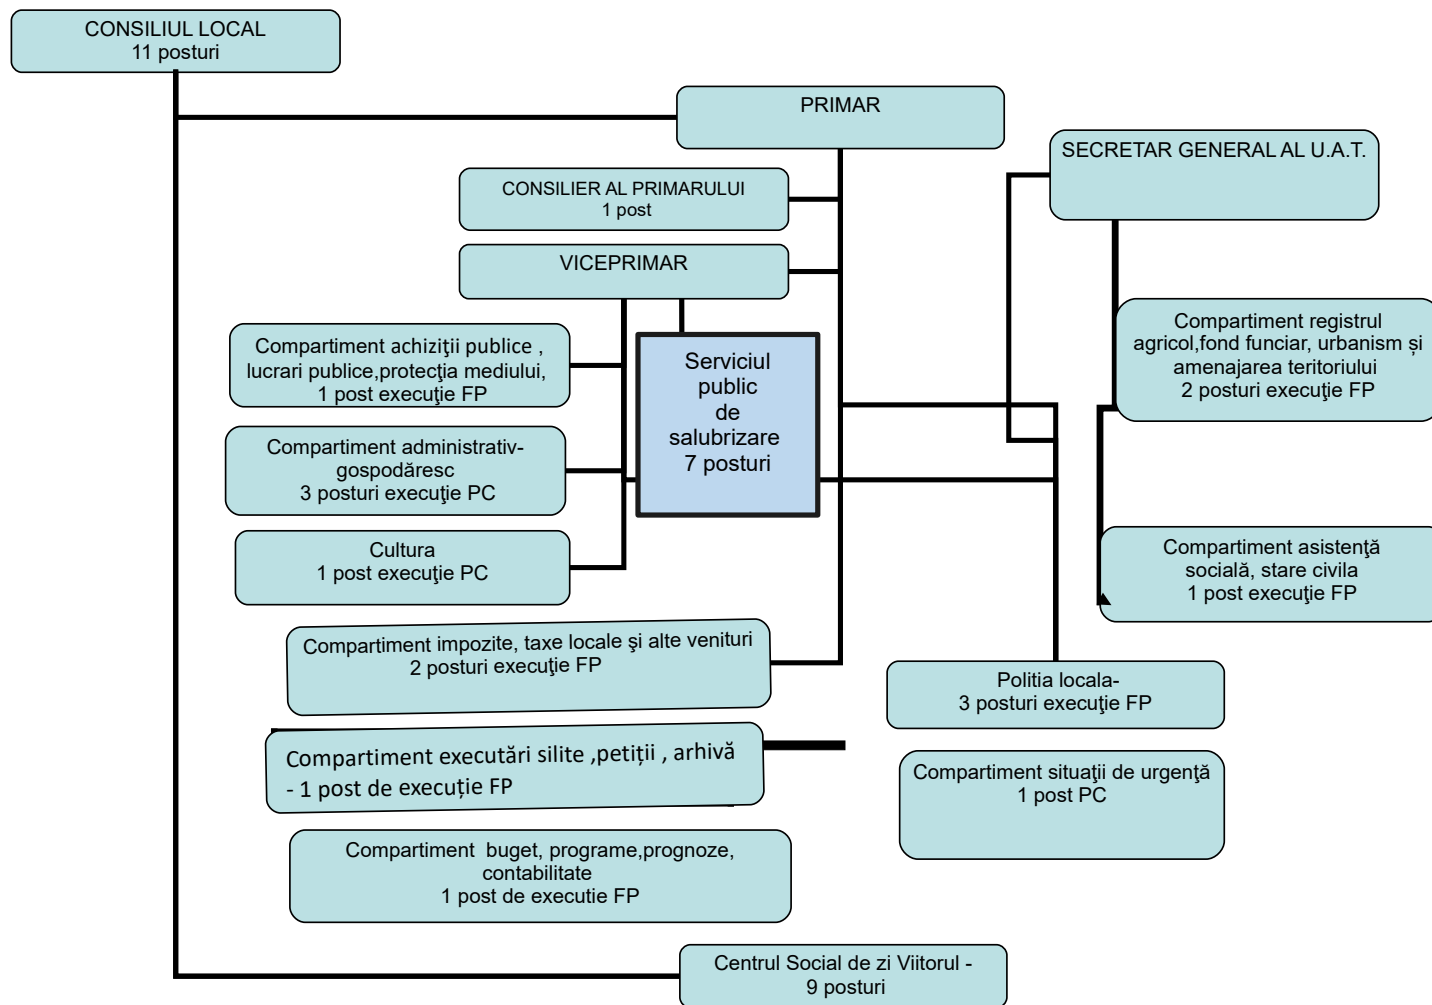 CONSILIUL LOCAL
11 posturi
PRIMAR
SECRETAR GENERAL AL U.A.T.
CONSILIER AL PRIMARULUI
1 post
VICEPRIMAR
Compartiment achiziţii publice ,
lucrari publice,protecţia mediului,
1 post execuţie FP
Serviciul
public
de
salubrizare
7 posturi
Compartiment registrul
agricol,fond funciar, urbanism și
amenajarea teritoriului
2 posturi execuţie FP
Compartiment administrativ-
gospodăresc
3 posturi execuţie PC
Cultura
1 post execuţie PC
Compartiment asistenţă
socială, stare civila
1 post execuţie FP
Compartiment impozite, taxe locale şi alte venituri
2 posturi execuţie FP
Politia locala-
3 posturi execuţie FP
Compartiment executări silite ,petiții , arhivă
- 1 post de execuție FP
Compartiment situaţii de urgenţă
1 post PC
Compartiment  buget, programe,prognoze,
contabilitate
1 post de executie FP
Centrul Social de zi Viitorul -
9 posturi